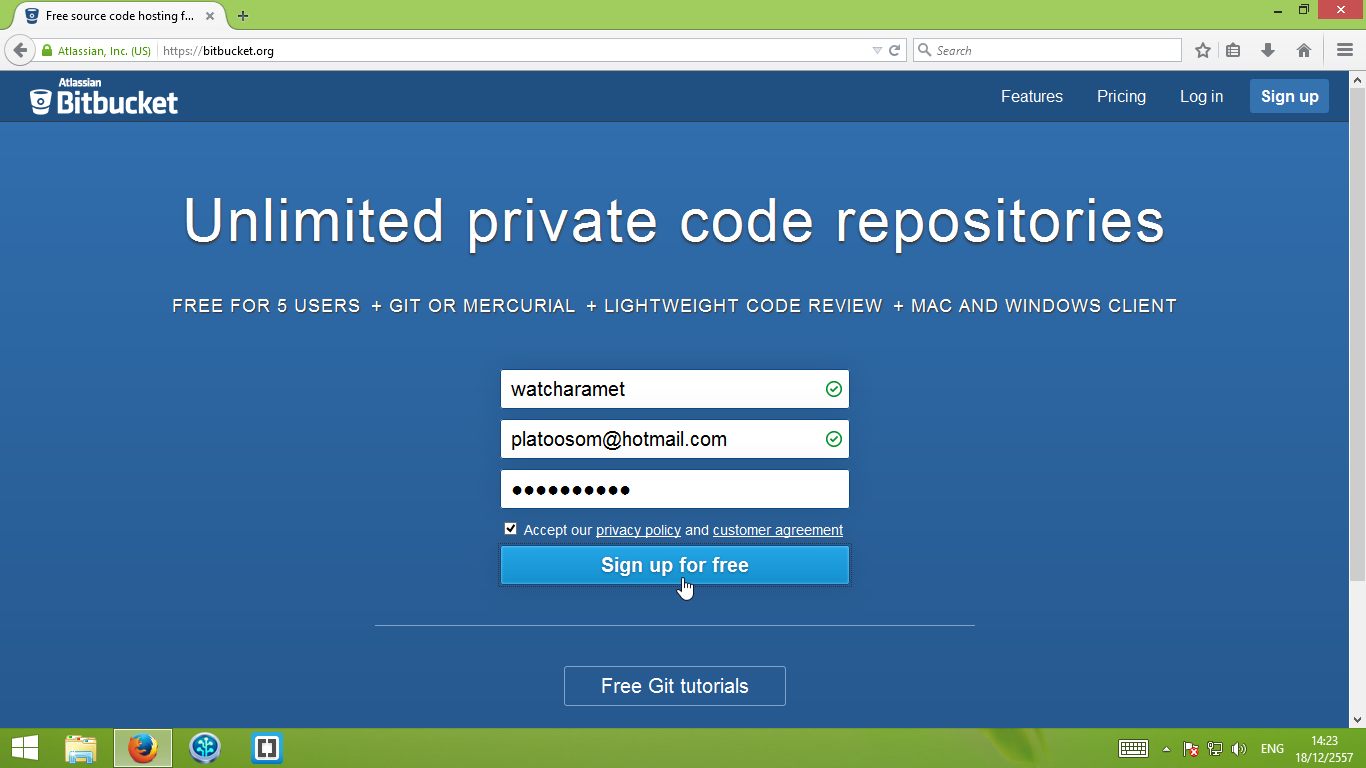 Free source code hosting f...
Atlassian, Inc. (US)
https://bitbucket.org
Search
Atlassian
Bitbucket
Features
Pricing
Log in
Sign up
Unlimited private code repositories
FREE FOR 5 USERS + GIT OR MERCURIAL + LIGHTWEIGHT CODE REVIEW + MAC AND WINDOWS CLIENT
watcharamet
platoosom@hotmail.com
●●●●●●●●●●
Accept our privacy policy and customer agreement
Sign up for free
Free Git tutorials
ENG
14:23
18/12/2557